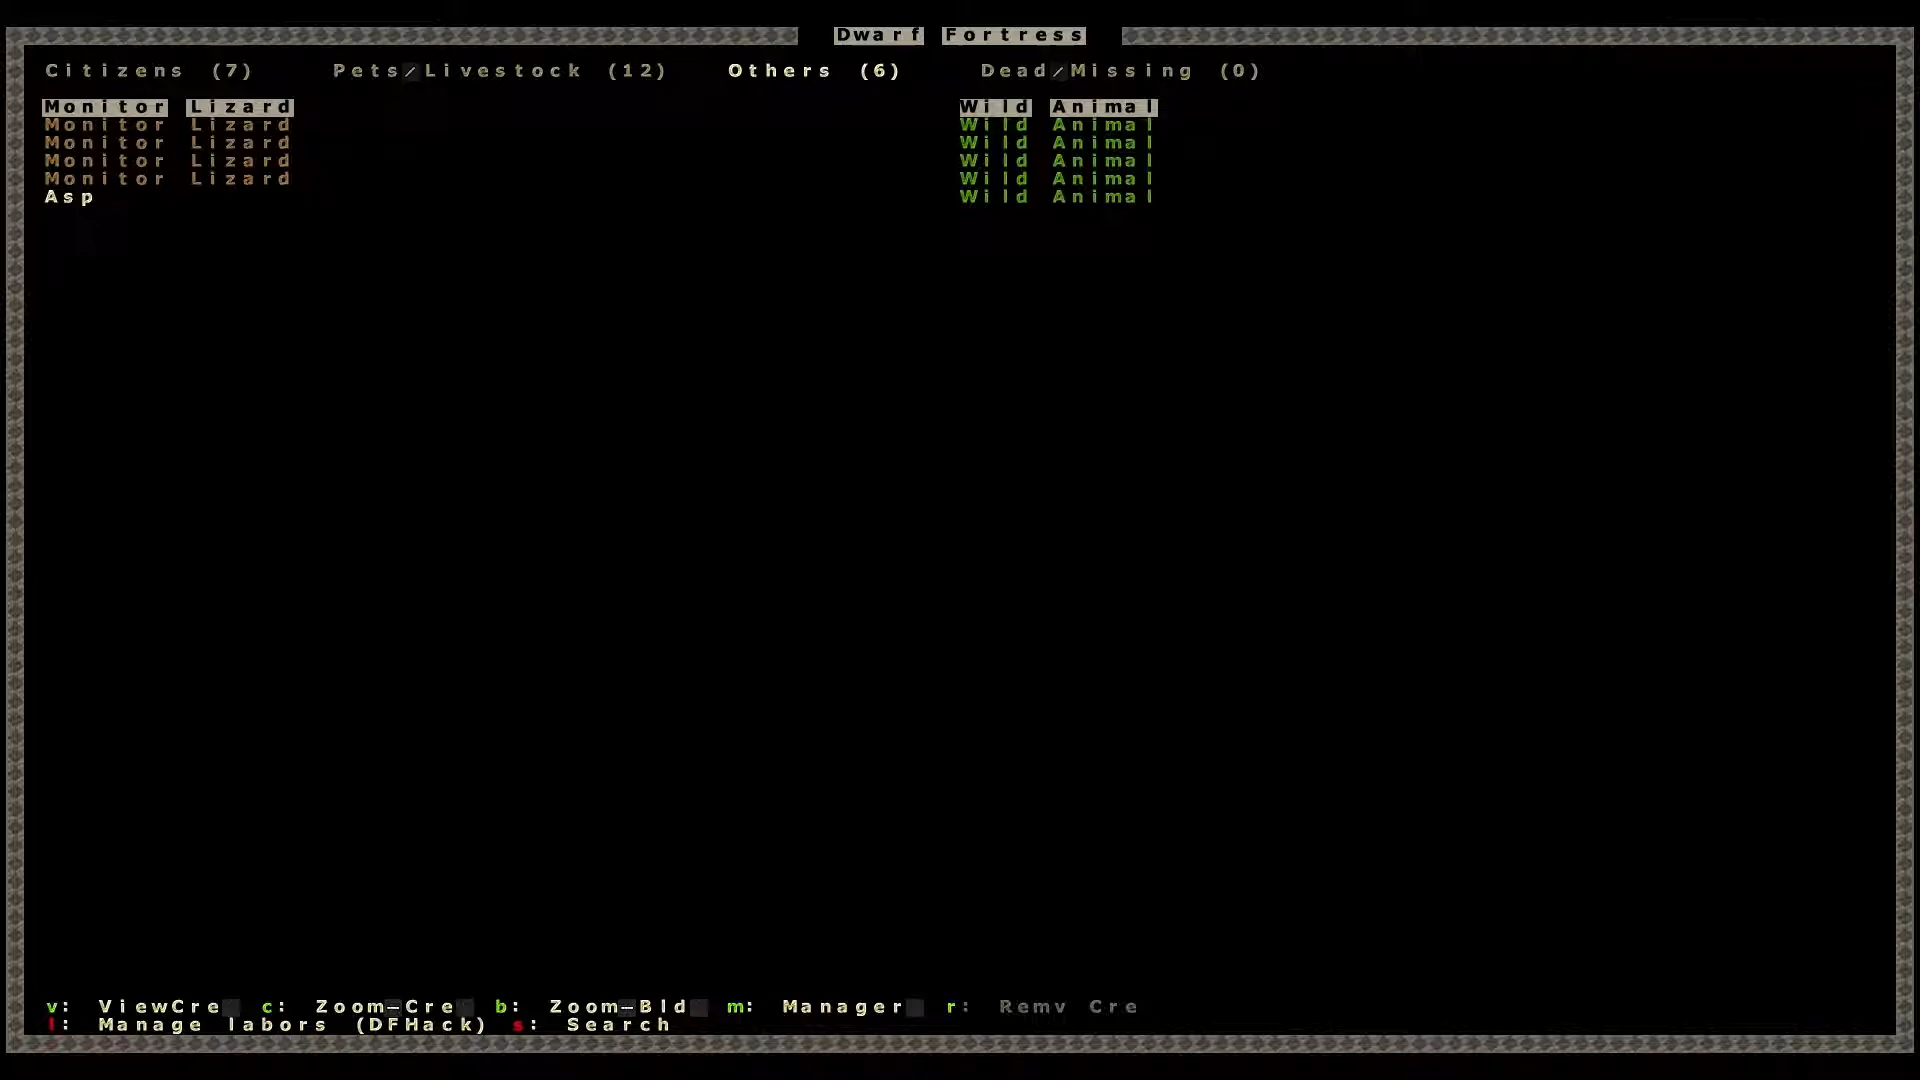 Dwarf Fortress
Citizens (7) Pets/Livestock (12) Others (6) Dead/Missing (0)
Monitor Lizard Wild Animal
Monitor Lizard Wild Animal
Monitor Lizard Wild Animal
Monitor Lizard Wild Animal
Monitor Lizard Wild Animal
Asp Wild Animal
v: ViewCre c: Zoom-Cre b: Zoom-Bld m: Manager r: Remv Cre
l: Manage labors (DFHack) s: Search